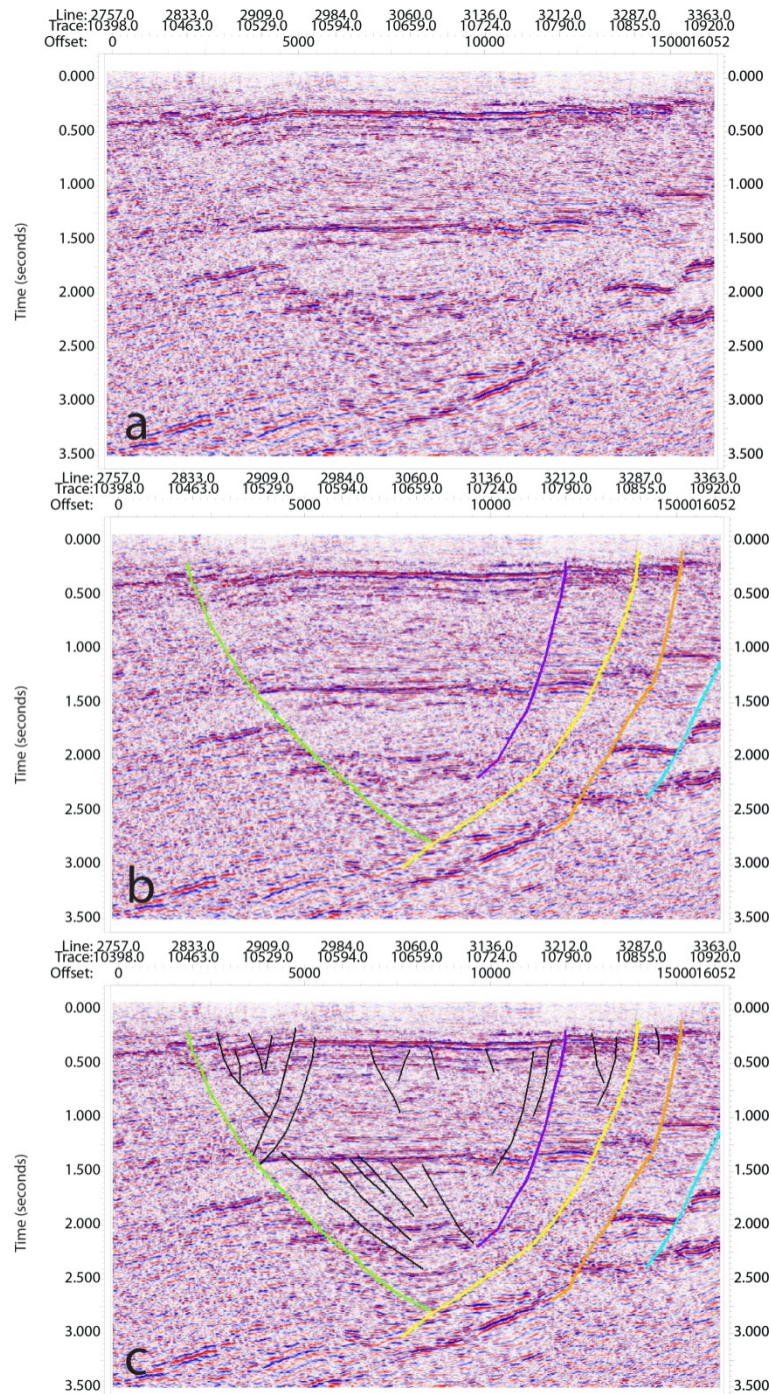 Line: 2757.0 2833.0 2909.0 2984.0 3060.0 3136.0 3212.0 3287.0 3363.0
Trace:10398.0 10463.0 10529.0 10594.0 10659.0 10724.0 10790.0 10855.0 10920.0
Offset: 0 5000 10000 1500016052
0.000 0.000
0.500 0.500
1.000 1.000
1.500 1.500
2.000 2.000
2.500 2.500
3.000 3.000
3.500 3.500
Time (seconds)
a
Line: 2757.0 2833.0 2909.0 2984.0 3060.0 3136.0 3212.0 3287.0 3363.0
Trace:10398.0 10463.0 10529.0 10594.0 10659.0 10724.0 10790.0 10855.0 10920.0
Offset: 0 5000 10000 1500016052
0.000 0.000
0.500 0.500
1.000 1.000
1.500 1.500
2.000 2.000
2.500 2.500
3.000 3.000
3.500 3.500
Time (seconds)
b
Line: 2757.0 2833.0 2909.0 2984.0 3060.0 3136.0 3212.0 3287.0 3363.0
Trace:10398.0 10463.0 10529.0 10594.0 10659.0 10724.0 10790.0 10855.0 10920.0
Offset: 0 5000 10000 1500016052
0.000 0.000
0.500 0.500
1.000 1.000
1.500 1.500
2.000 2.000
2.500 2.500
3.000 3.000
3.500 3.500
Time (seconds)
c